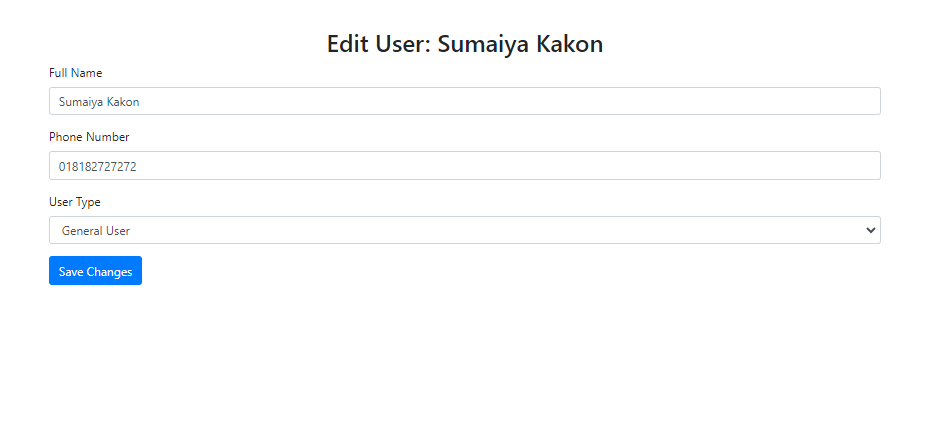 Edit User: Sumaiya Kakon
Full Name
Sumaiya Kakon
Phone Number
018182727272
User Type
General User
Save Changes